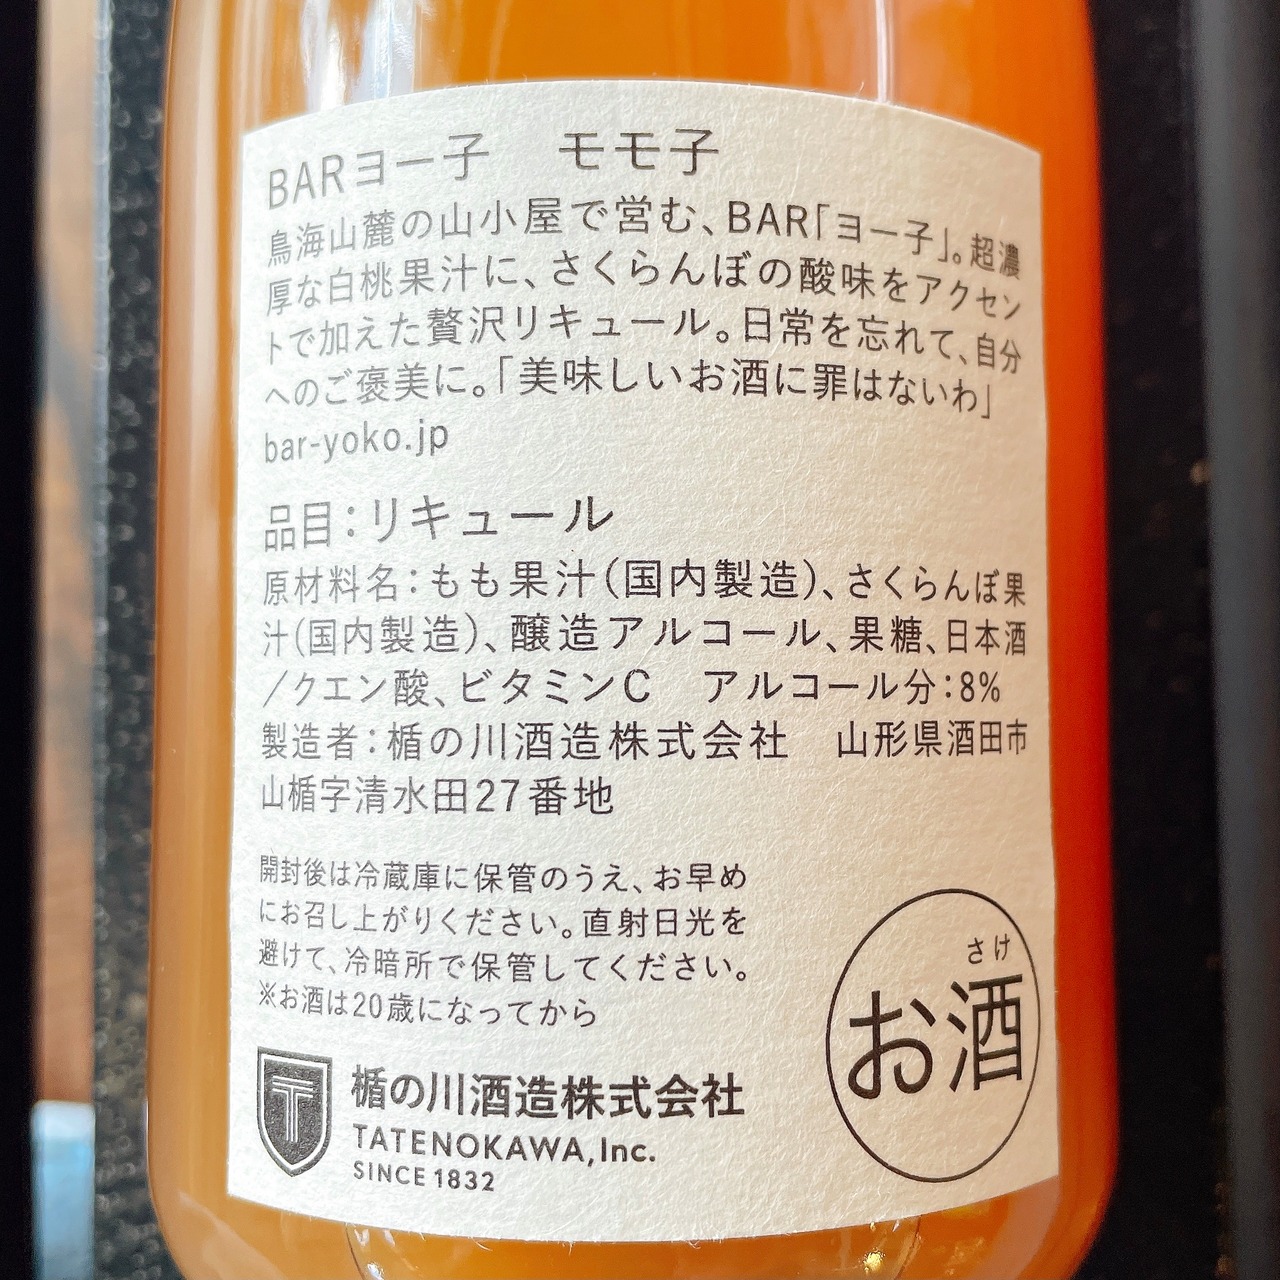 BARヨー子　モモ子
鳥海山麓の山小屋で営む、BAR「ヨー子」。超濃
厚な白桃果汁に、さくらんぼの酸味をアクセン
トで加えた贅沢リキュール。日常を忘れて、自分
へのご褒美に。「美味しいお酒に罪はないわ」
bar-yoko.jp
品目：リキュール
原材料名：もも果汁（国内製造）、さくらんぼ果
汁（国内製造）、醸造アルコール、果糖、日本酒
／クエン酸、ビタミンC　アルコール分：8%
製造者：楯の川酒造株式会社　山形県酒田市
山楯字清水田27番地
開封後は冷蔵庫に保管のうえ、お早め
にお召し上がりください。直射日光を
避けて、冷暗所で保管してください。
※お酒は20歳になってから
さけ
お酒
楯の川酒造株式会社
TATENOKAWA, Inc.
SINCE 1832